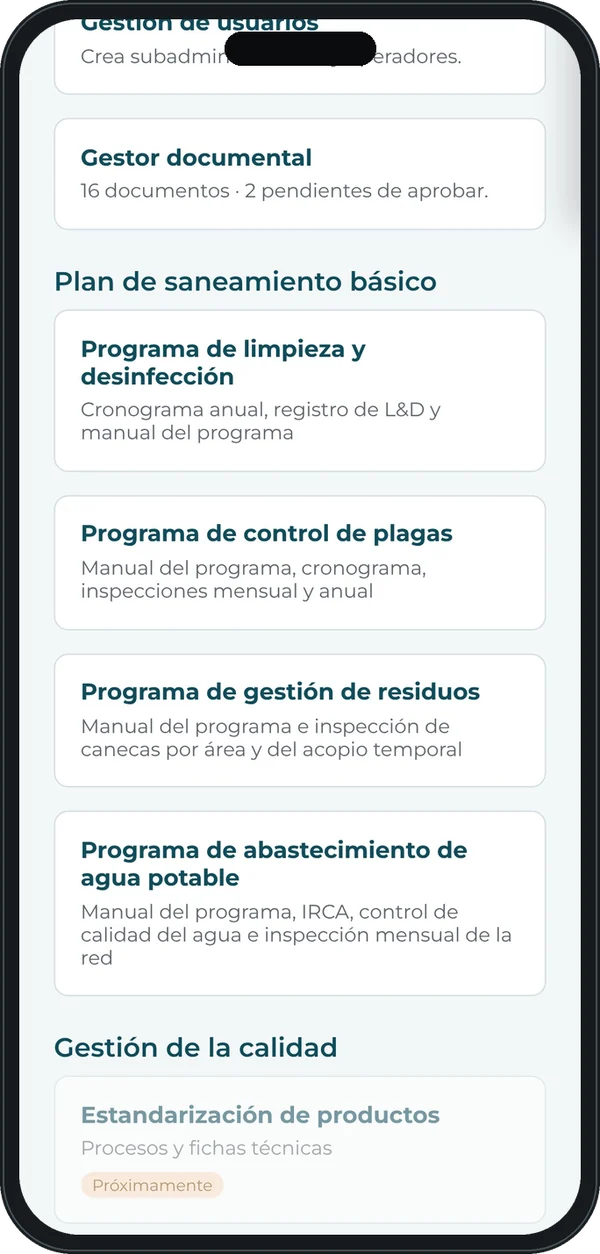 Gestión de usuarios
Crea eradores.
Gestor documental
16 documentos · 2 pendientes de aprobar.
Plan de saneamiento básico
Programa de limpieza y
desinfección
Cronograma anual, registro de L&D y
manual del programa
Programa de control de plagas
Manual del programa, cronograma,
inspecciones mensual y anual
Programa de gestión de residuos
Manual del programa e inspección de
canecas por área y del acopio temporal
Programa de abastecimiento de
agua potable
Manual del programa, IRCA, control de
calidad del agua e inspección mensual de la
red
Gestión de la calidad
Estandarización de productos
Procesos y fichas técnicas
Próximamente